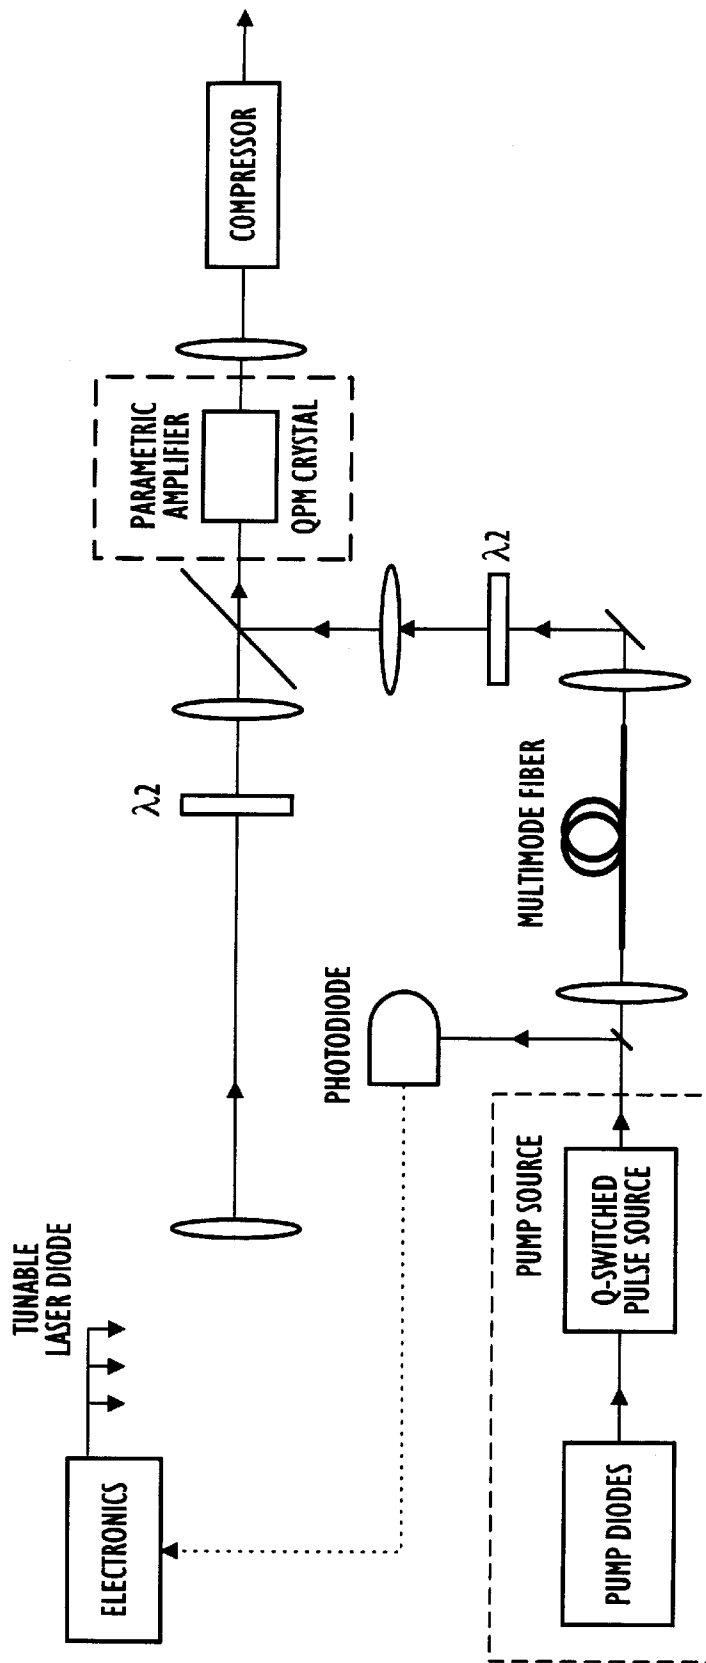 TUNABLE
LASER DIODE
ELECTRONICS
λ2
PARAMETRIC
AMPLIFIER
QPM CRYSTAL
COMPRESSOR
PHOTODIODE
λ2
PUMP SOURCE
PUMP DIODES
Q-SWITCHED
PULSE SOURCE
MULTIMODE FIBER